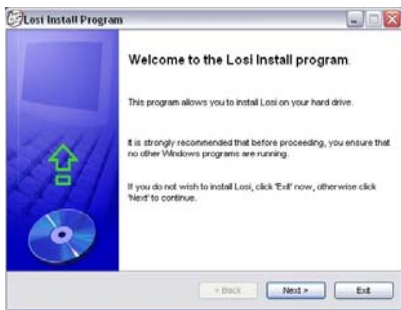 Losi Install Program
Welcome to the Losi Install program.
This program allows you to install Losi on your hard drive.
It is strongly recommended that before proceeding, you ensure that
no other Windows programs are running.
If you do not wish to install Losi, click 'Exit' now, otherwise click
'Next' to continue.
< Back
Next >
Exit